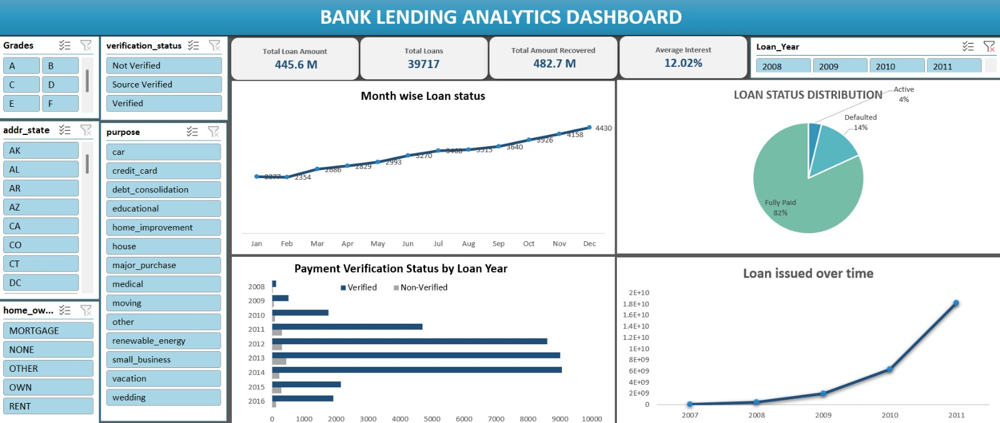 BANK LENDING ANALYTICS DASHBOARD
Grades
A B
C D
E F
verification_status
Not Verified
Source Verified
Verified
Total Loan Amount
445.6 M
Total Loans
39717
Total Amount Recovered
482.7 M
Average Interest
12.02%
Loan_Year
2008 2009 2010 2011
addr_state
AK
AL
AR
AZ
CA
CO
CT
DC
home_ow...
MORTGAGE
NONE
OTHER
OWN
RENT
purpose
car
credit_card
debt_consolidation
educational
home_improvement
house
major_purchase
medical
moving
other
renewable_energy
small_business
vacation
wedding
Month wise Loan status
2377 2354 2686 2829 2993 3270 3515 3640 3926 4158 4430
Jan Feb Mar Apr May Jun Jul Aug Sep Oct Nov Dec
LOAN STATUS DISTRIBUTION
Active
4%
Defaulted
14%
Fully Paid
82%
Payment Verification Status by Loan Year
Verified Non-Verified
2008
2009
2010
2011
2012
2013
2014
2015
2016
0 1000 2000 3000 4000 5000 6000 7000 8000 9000 10000
Loan issued over time
2E+10
1.8E+10
1.6E+10
1.4E+10
1.2E+10
1E+10
8E+09
6E+09
4E+09
2E+09
0
2007 2008 2009 2010 2011